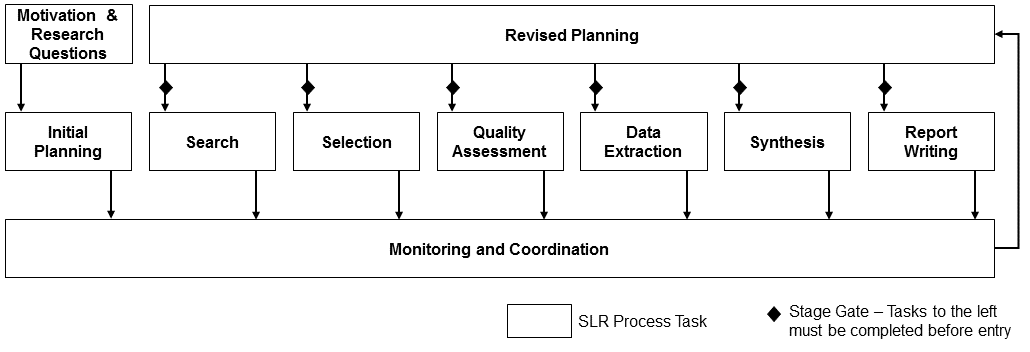 Motivation &
Research
Questions
Revised Planning
Initial
Planning
Search
Selection
Quality
Assessment
Data
Extraction
Synthesis
Report
Writing
Monitoring and Coordination
SLR Process Task
Stage Gate – Tasks to the left
must be completed before entry